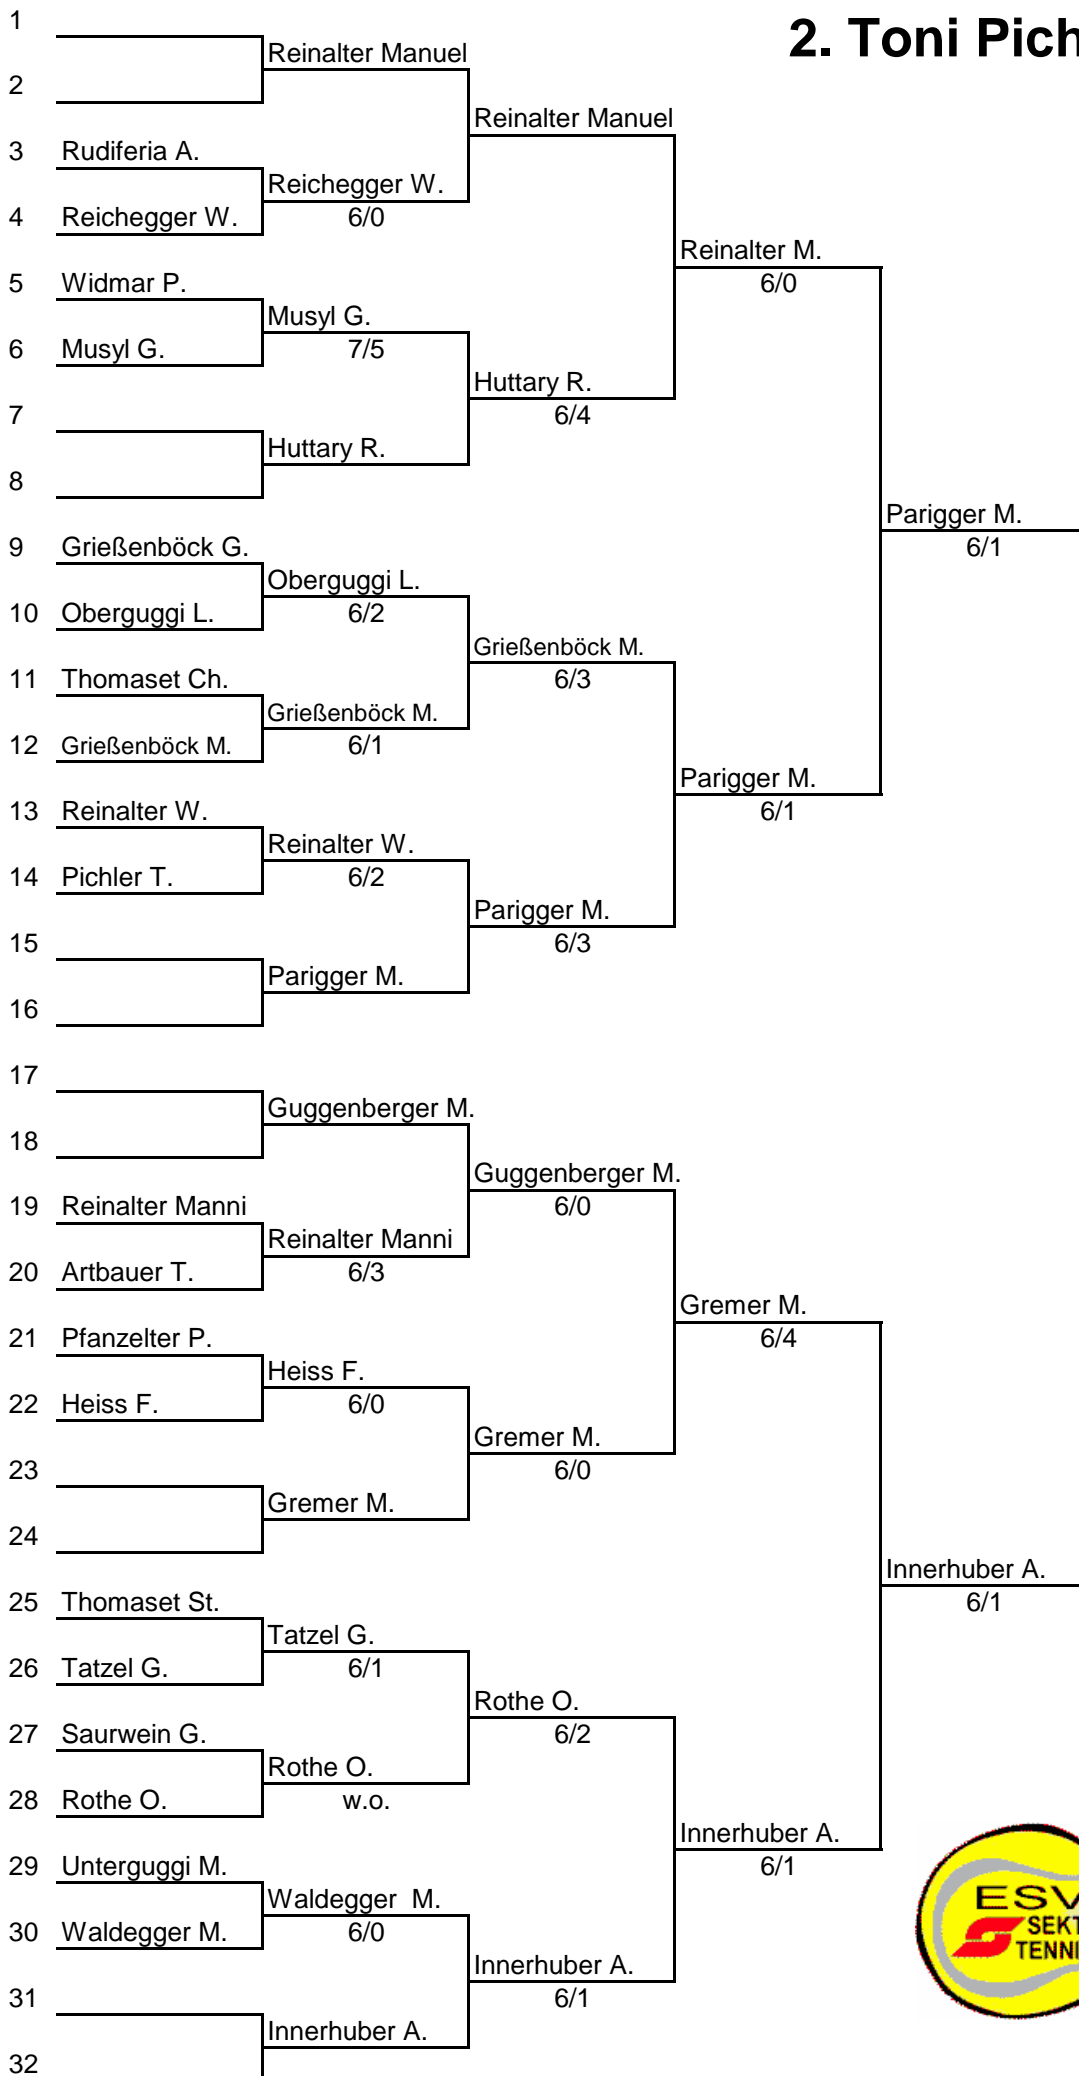 2. Toni Pich
1
Reinalter Manuel
2
Reinalter Manuel
3 Rudiferia A.
Reichegger W.
4 Reichegger W. 6/0
Reinalter M.
5 Widmar P. 6/0
Musyl G.
6 Musyl G. 7/5
Huttary R.
7 6/4
Huttary R.
8
Parigger M.
9 Grießenböck G. 6/1
Oberguggi L.
10 Oberguggi L. 6/2
Grießenböck M.
11 Thomaset Ch. 6/3
Grießenböck M.
12 Grießenböck M. 6/1
Parigger M.
13 Reinalter W. 6/1
Reinalter W.
14 Pichler T. 6/2
Parigger M.
15 6/3
Parigger M.
16
17
Guggenberger M.
18
Guggenberger M.
19 Reinalter Manni 6/0
Reinalter Manni
20 Artbauer T. 6/3
Gremer M.
21 Pfanzelter P. 6/4
Heiss F.
22 Heiss F. 6/0
Gremer M.
23 6/0
Gremer M.
24
Innerhuber A.
25 Thomaset St. 6/1
Tatzel G.
26 Tatzel G. 6/1
Rothe O.
27 Saurwein G. 6/2
Rothe O.
28 Rothe O. w.o.
Innerhuber A.
29 Unterguggi M. 6/1
Waldegger M.
30 Waldegger M. 6/0
Innerhuber A.
31 6/1
Innerhuber A.
32
ESV
SEKT
TENNI